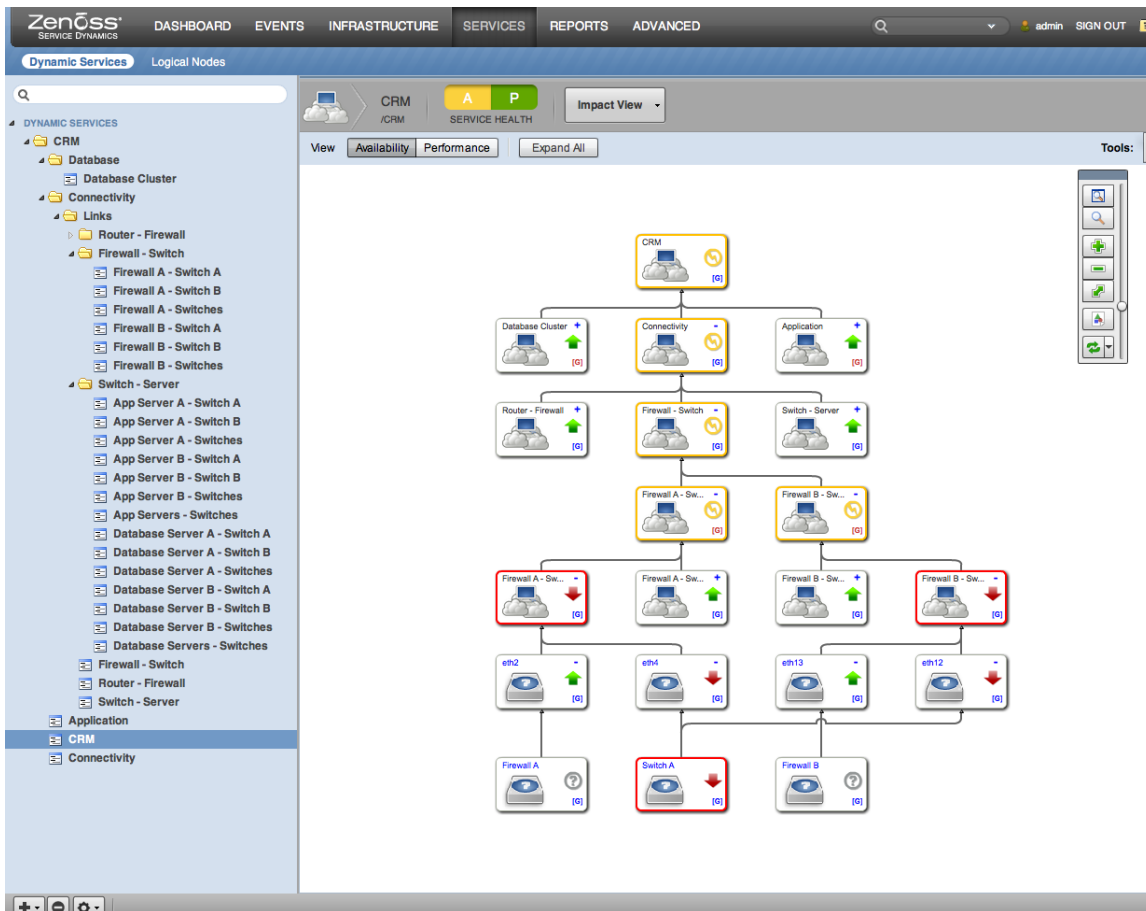 Zenoss
SERVICE DYNAMICS
DASHBOARD EVENTS INFRASTRUCTURE SERVICES REPORTS ADVANCED
admin SIGN OUT
Dynamic Services Logical Nodes
DYNAMIC SERVICES
CRM
Database
Database Cluster
Connectivity
Links
Router - Firewall
Firewall - Switch
Firewall A - Switch A
Firewall A - Switch B
Firewall A - Switches
Firewall B - Switch A
Firewall B - Switch B
Firewall B - Switches
Switch - Server
App Server A - Switch A
App Server A - Switch B
App Server A - Switches
App Server B - Switch A
App Server B - Switch B
App Server B - Switches
App Servers - Switches
Database Server A - Switch A
Database Server A - Switch B
Database Server A - Switches
Database Server B - Switch A
Database Server B - Switch B
Database Server B - Switches
Database Servers - Switches
Firewall - Switch
Router - Firewall
Switch - Server
Application
CRM
Connectivity
CRM
/CRM
A P
SERVICE HEALTH
Impact View
View Availability Performance Expand All Tools:
CRM
[G]
Database Cluster + Connectivity - Application +
[G] [G] [G]
Router - Firewall + Firewall - Switch - Switch - Server +
[G] [G] [G]
Firewall A - Sw... - Firewall B - Sw... -
[G] [G]
Firewall A - Sw... - Firewall A - Sw... + Firewall B - Sw... + Firewall B - Sw... -
[G] [G] [G] [G]
eth2 - eth4 - eth13 - eth12 -
? ? ? ?
[G] [G] [G] [G]
Firewall A Switch A Firewall B
? ? ? ? ?
[G] [G] [G]